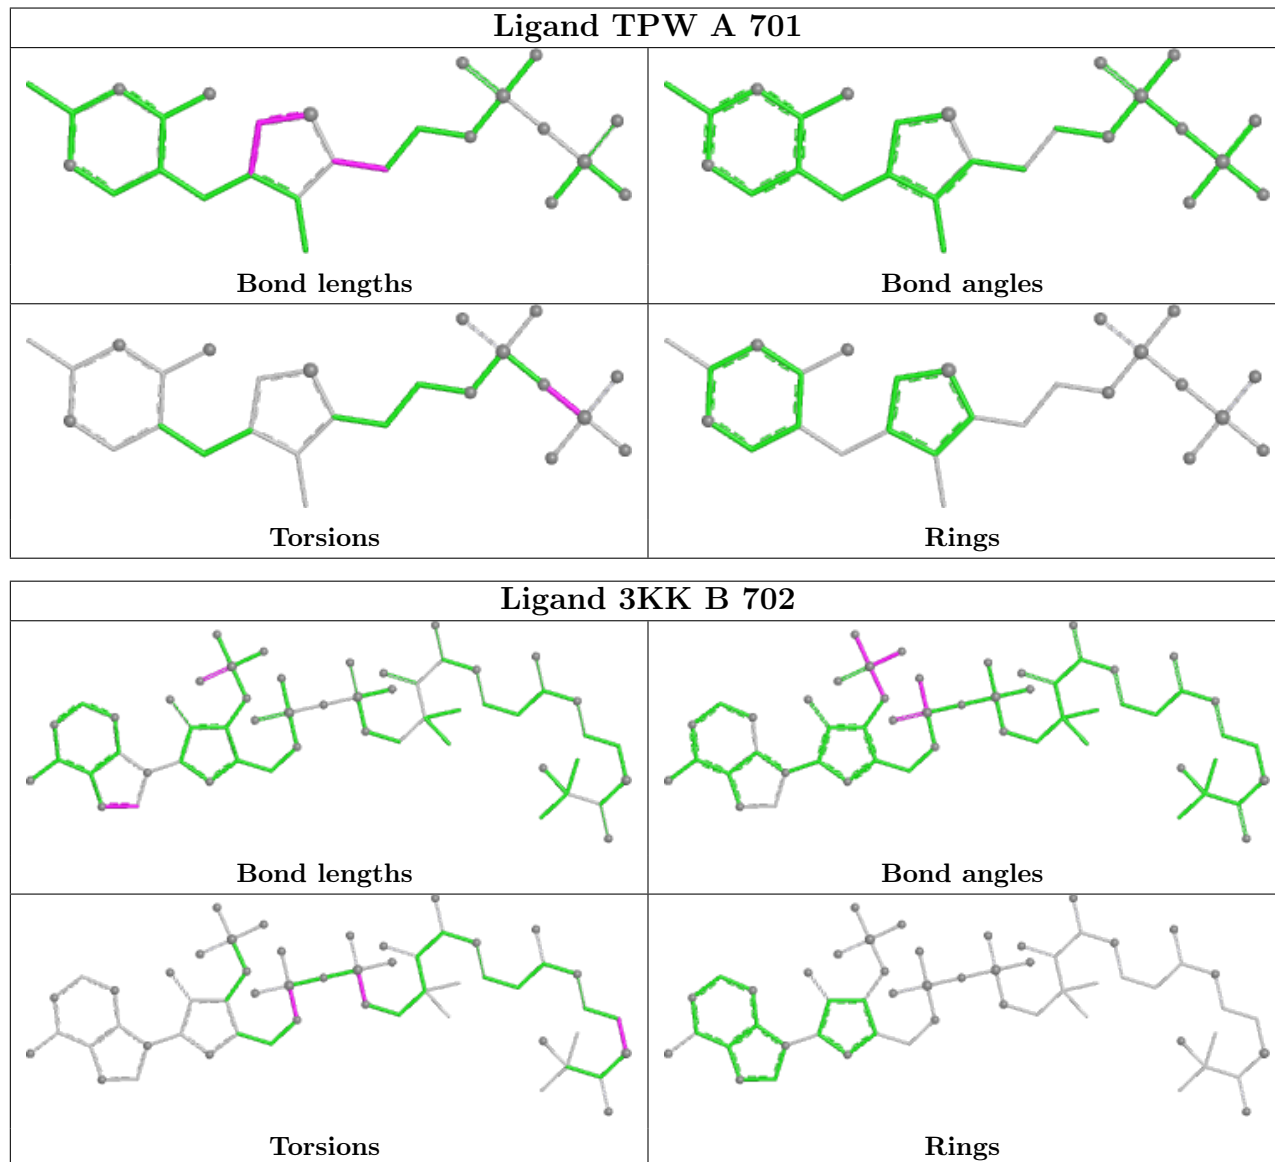 Ligand TPW A 701
Bond lengths
Bond angles
Torsions
Rings
Ligand 3KK B 702
Bond lengths
Bond angles
Torsions
Rings